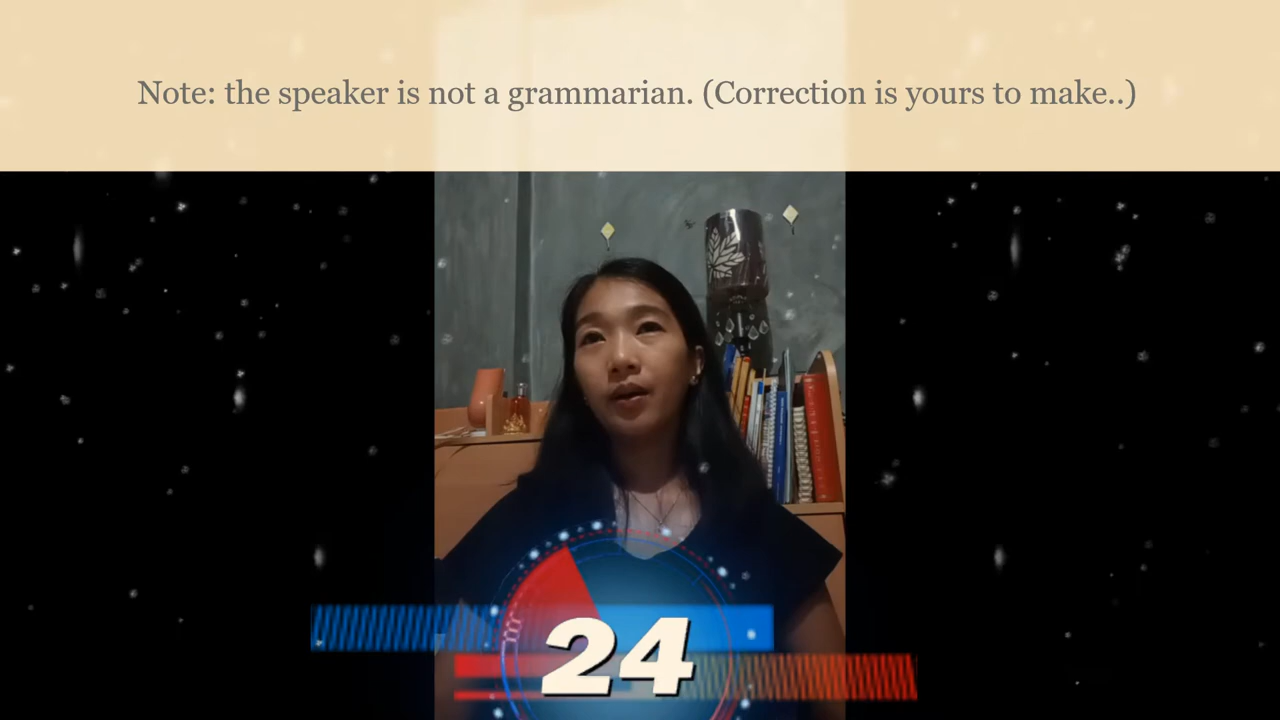 Note: the speaker is not a grammarian. (Correction is yours to make..)
24